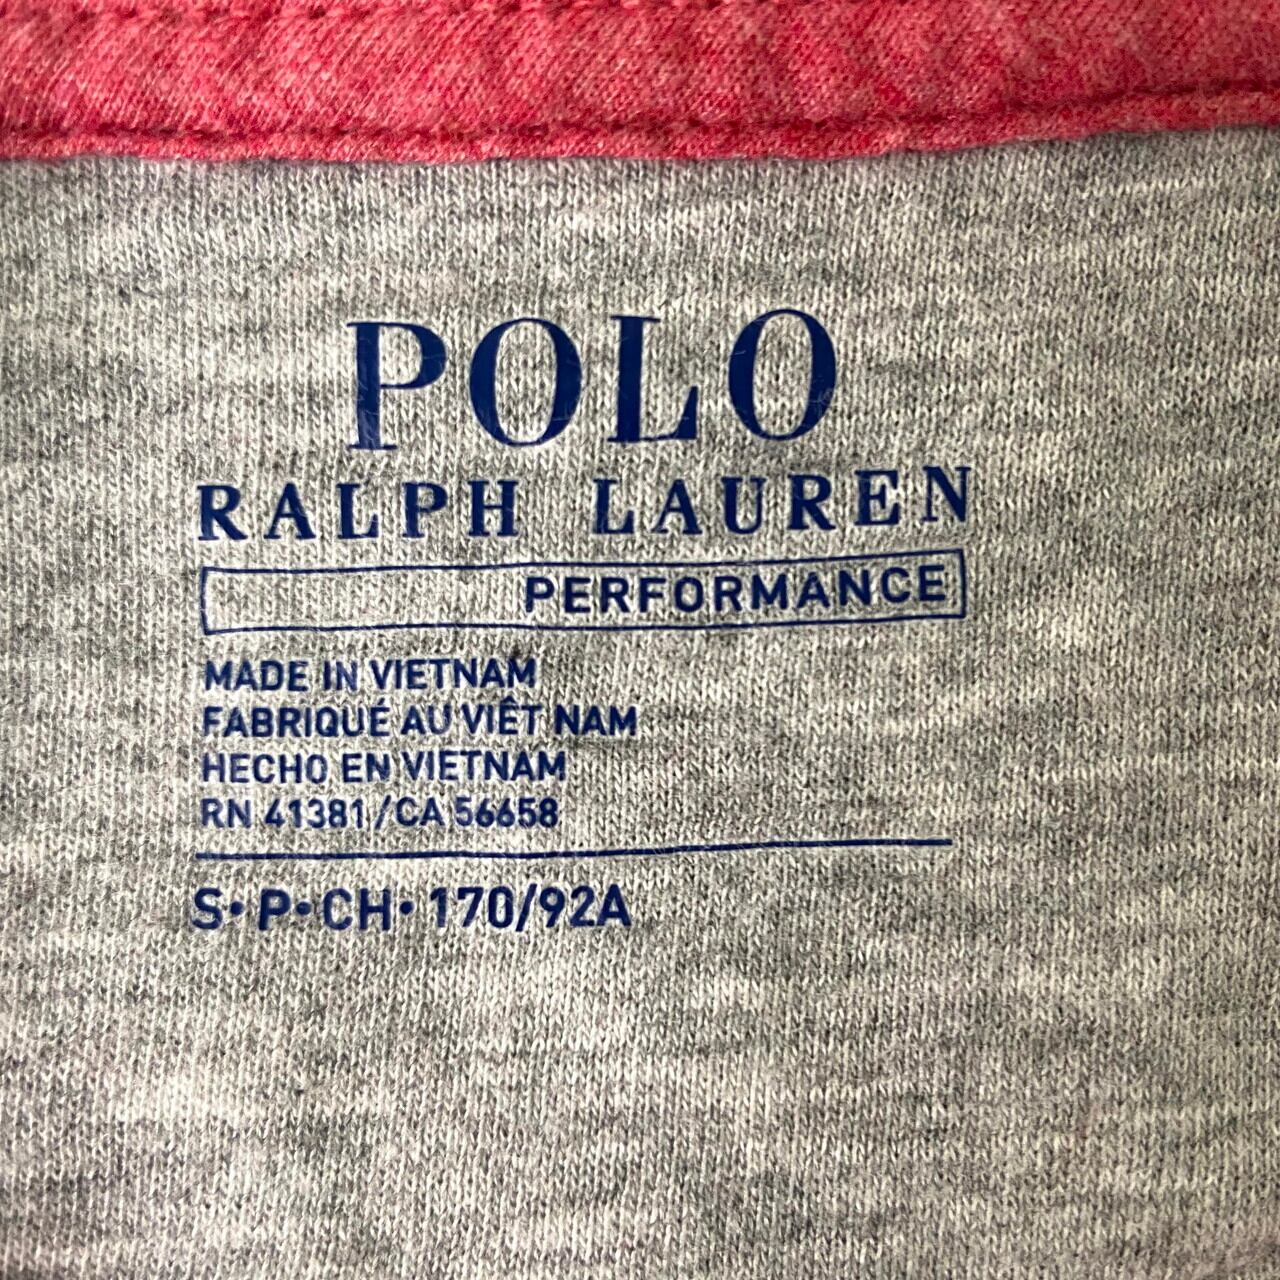 POLO
RALPH LAUREN
PERFORMANCE
MADE IN VIETNAM
FABRIQUÉ AU VIÊT NAM
HECHO EN VIETNAM
RN 41381/CA 56658
S•P•CH•170/92A